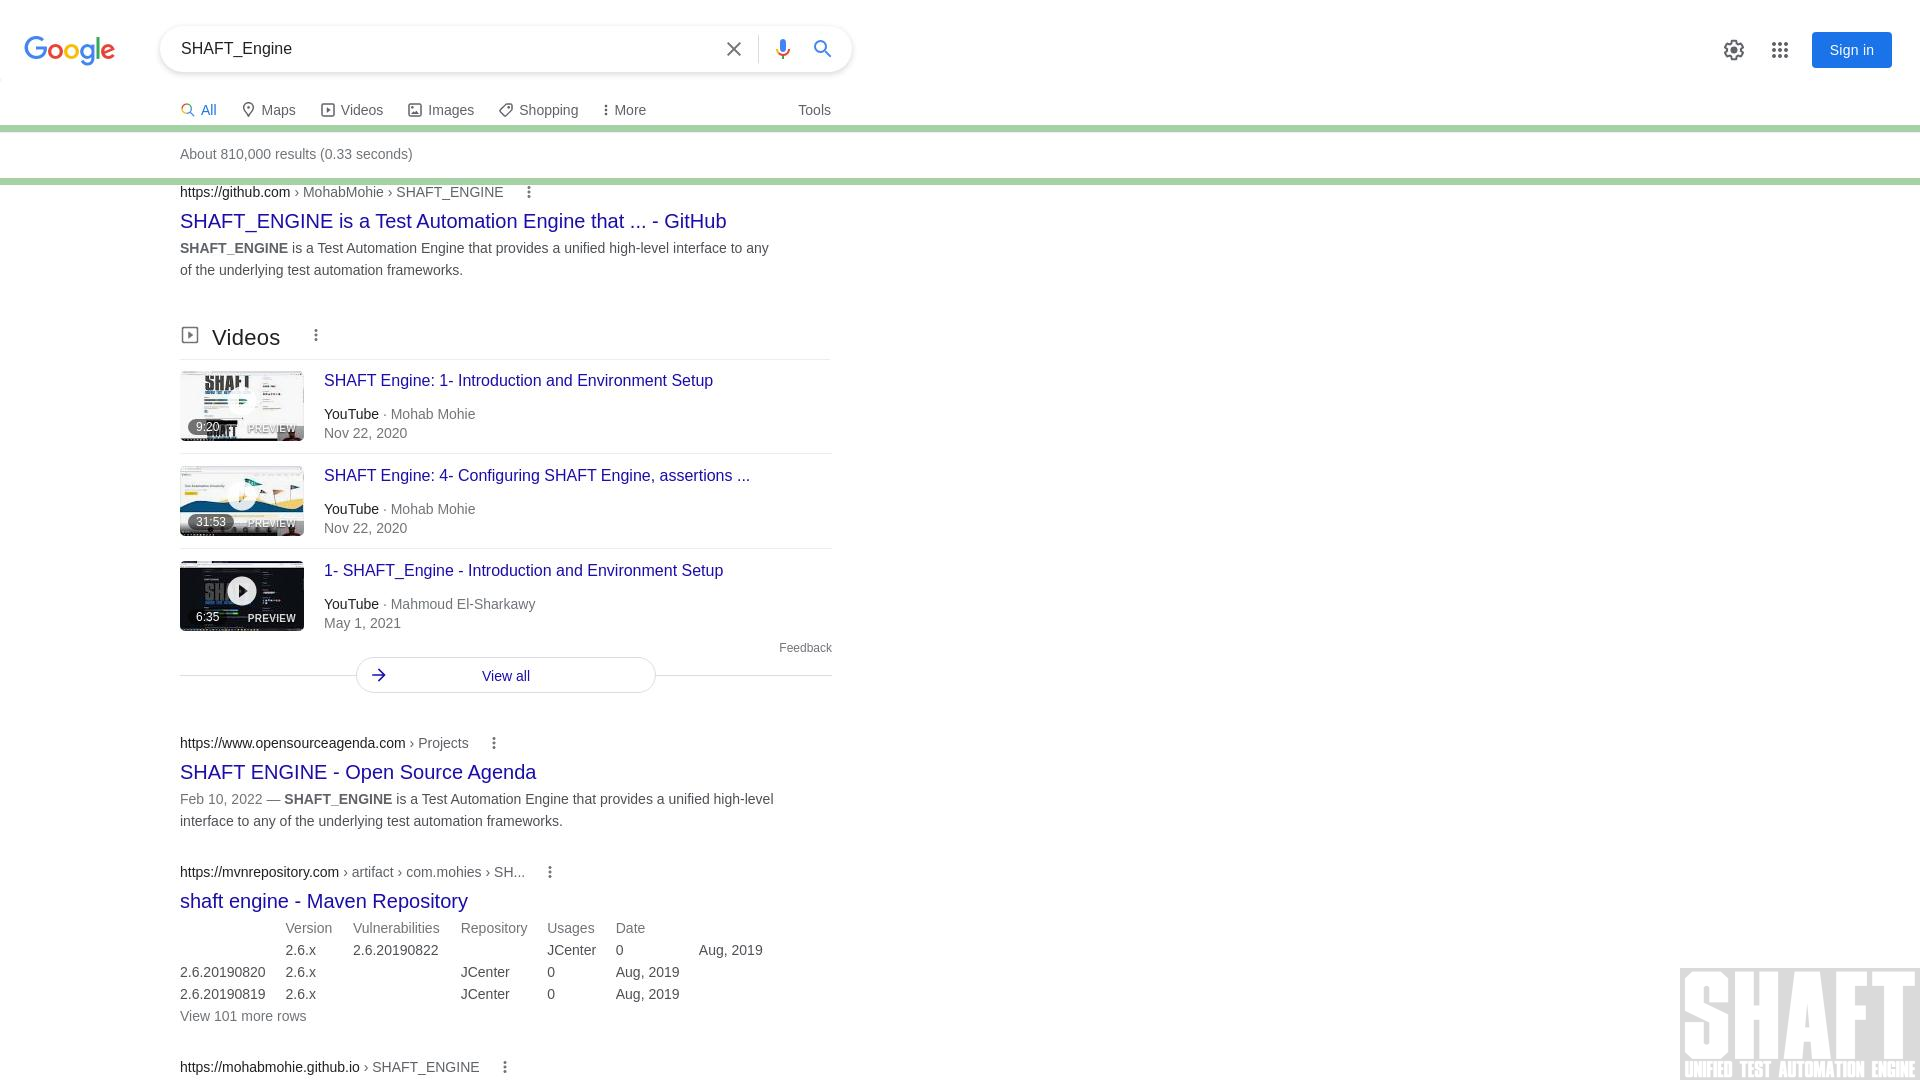 Google
SHAFT_Engine
Sign in
All Maps Videos Images Shopping More Tools
About 810,000 results (0.33 seconds)
https://github.com › MohabMohie › SHAFT_ENGINE
SHAFT_ENGINE is a Test Automation Engine that ... - GitHub
SHAFT_ENGINE is a Test Automation Engine that provides a unified high-level interface to any
of the underlying test automation frameworks.
Videos
SHAFT
9:20 PREVIEW
SHAFT Engine: 1- Introduction and Environment Setup
YouTube · Mohab Mohie
Nov 22, 2020
31:53 PREVIEW
SHAFT Engine: 4- Configuring SHAFT Engine, assertions ...
YouTube · Mohab Mohie
Nov 22, 2020
6:35 PREVIEW
1- SHAFT_Engine - Introduction and Environment Setup
YouTube · Mahmoud El-Sharkawy
May 1, 2021
Feedback
View all
https://www.opensourceagenda.com › Projects
SHAFT ENGINE - Open Source Agenda
Feb 10, 2022 — SHAFT_ENGINE is a Test Automation Engine that provides a unified high-level
interface to any of the underlying test automation frameworks.
https://mvnrepository.com › artifact › com.mohies › SH...
shaft engine - Maven Repository
Version Vulnerabilities Repository Usages Date
2.6.x 2.6.20190822 JCenter 0 Aug, 2019
2.6.20190820 2.6.x JCenter 0 Aug, 2019
2.6.20190819 2.6.x JCenter 0 Aug, 2019
View 101 more rows
https://mohabmohie.github.io › SHAFT_ENGINE
SHAFT
UNIFIED TEST AUTOMATION ENGINE